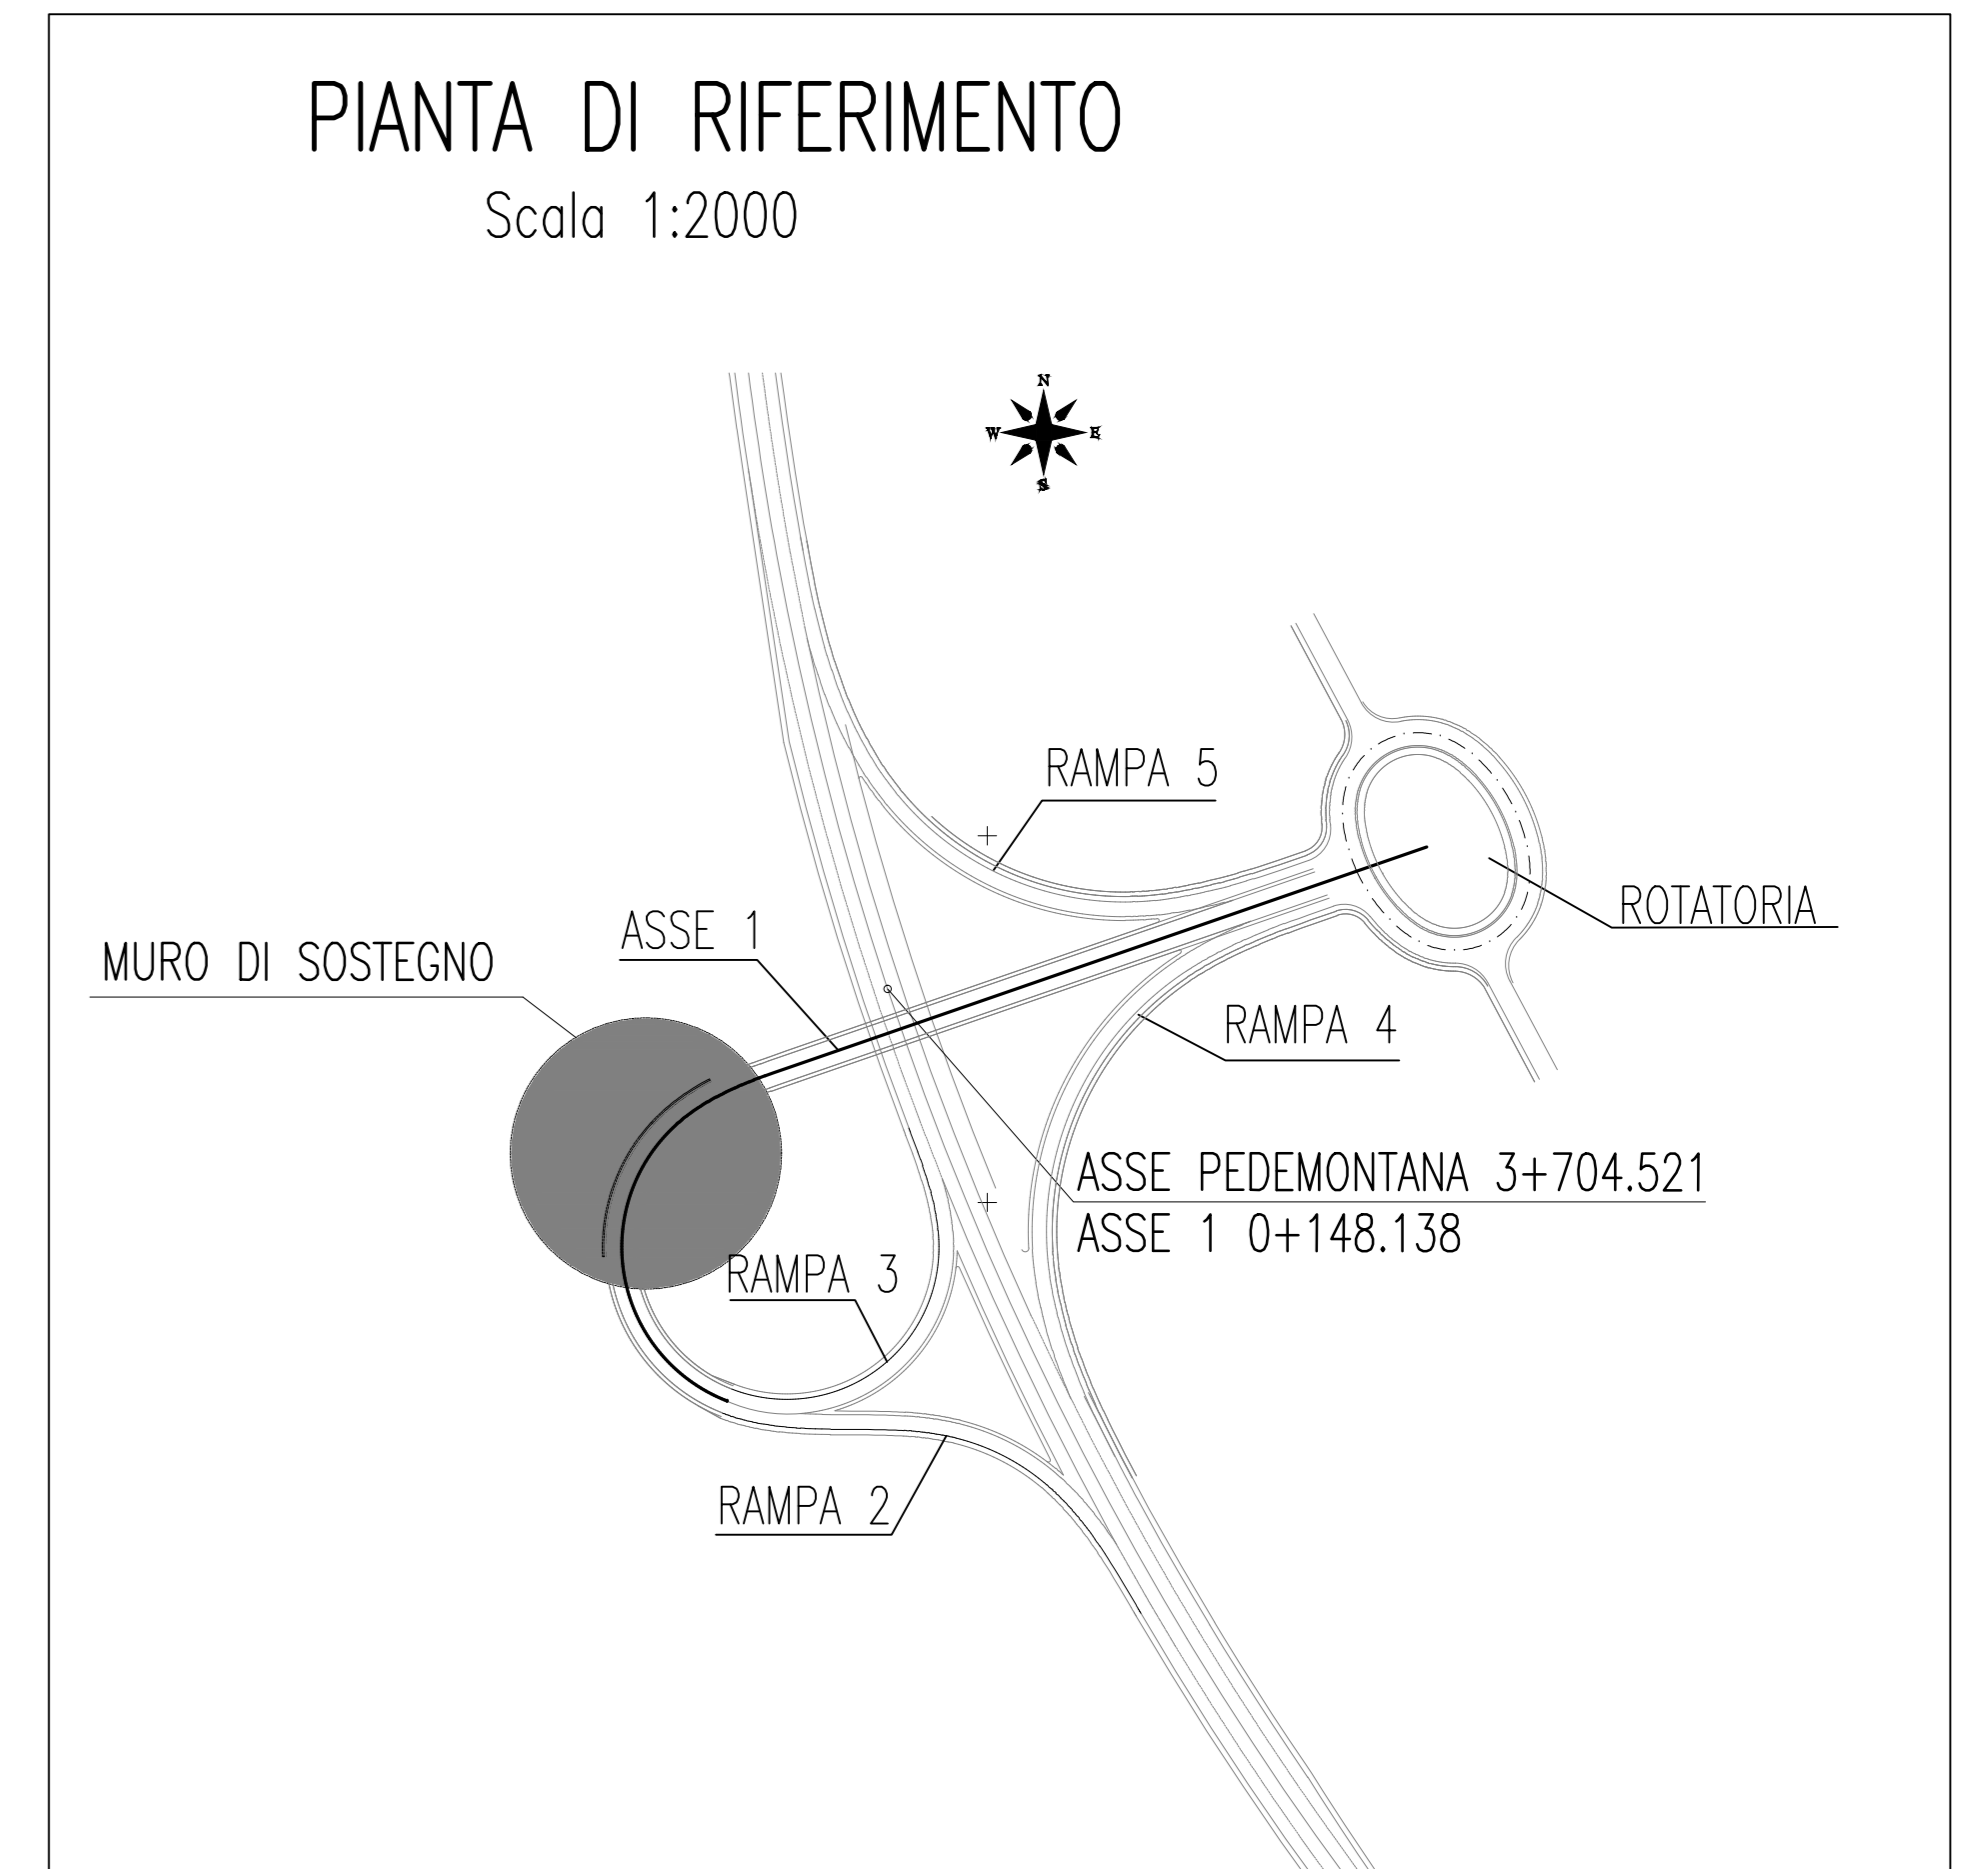 PIANTA DI RIFERIMENTO
Scala 1:2000
N
W E
S
RAMPA 5
ROTATORIA
ASSE 1
MURO DI SOSTEGNO
RAMPA 4
ASSE PEDEMONTANA 3+704.521
ASSE 1 0+148.138
RAMPA 3
RAMPA 2